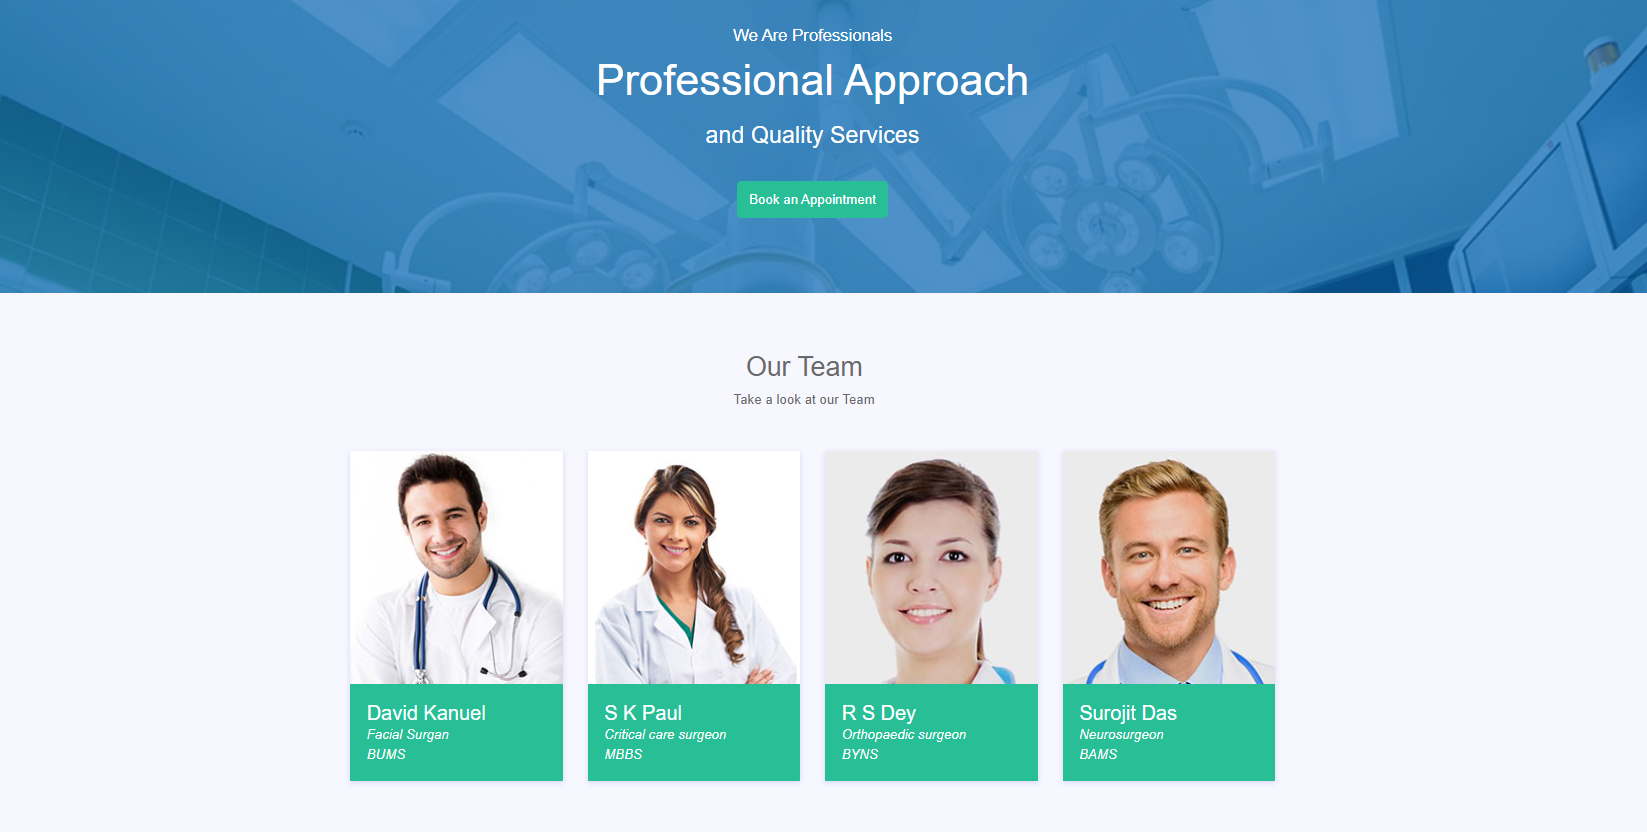 We Are Professionals
Professional Approach
and Quality Services
Book an Appointment
Our Team
Take a look at our Team
David Kanuel
Facial Surgan
BUMS
S K Paul
Critical care surgeon
MBBS
R S Dey
Orthopaedic surgeon
BYNS
Surojit Das
Neurosurgeon
BAMS